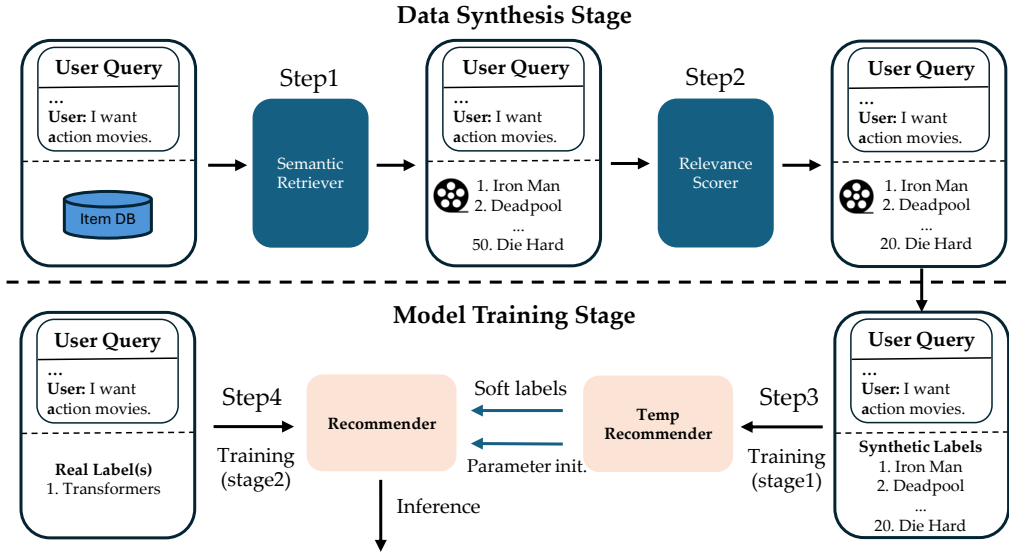 Data Synthesis Stage
User Query
...
User: I want
action movies.
Item DB
Step1
Semantic
Retriever
User Query
...
User: I want
action movies.
1. Iron Man
2. Deadpool
...
50. Die Hard
Step2
Relevance
Scorer
User Query
...
User: I want
action movies.
1. Iron Man
2. Deadpool
...
20. Die Hard
Model Training Stage
User Query
...
User: I want
action movies.
Real Label(s)
1. Transformers
Step4
Training
(stage2)
Recommender
Inference
Soft labels
Parameter init.
Temp
Recommender
Step3
Training
(stage1)
User Query
...
User: I want
action movies.
Synthetic Labels
1. Iron Man
2. Deadpool
...
20. Die Hard